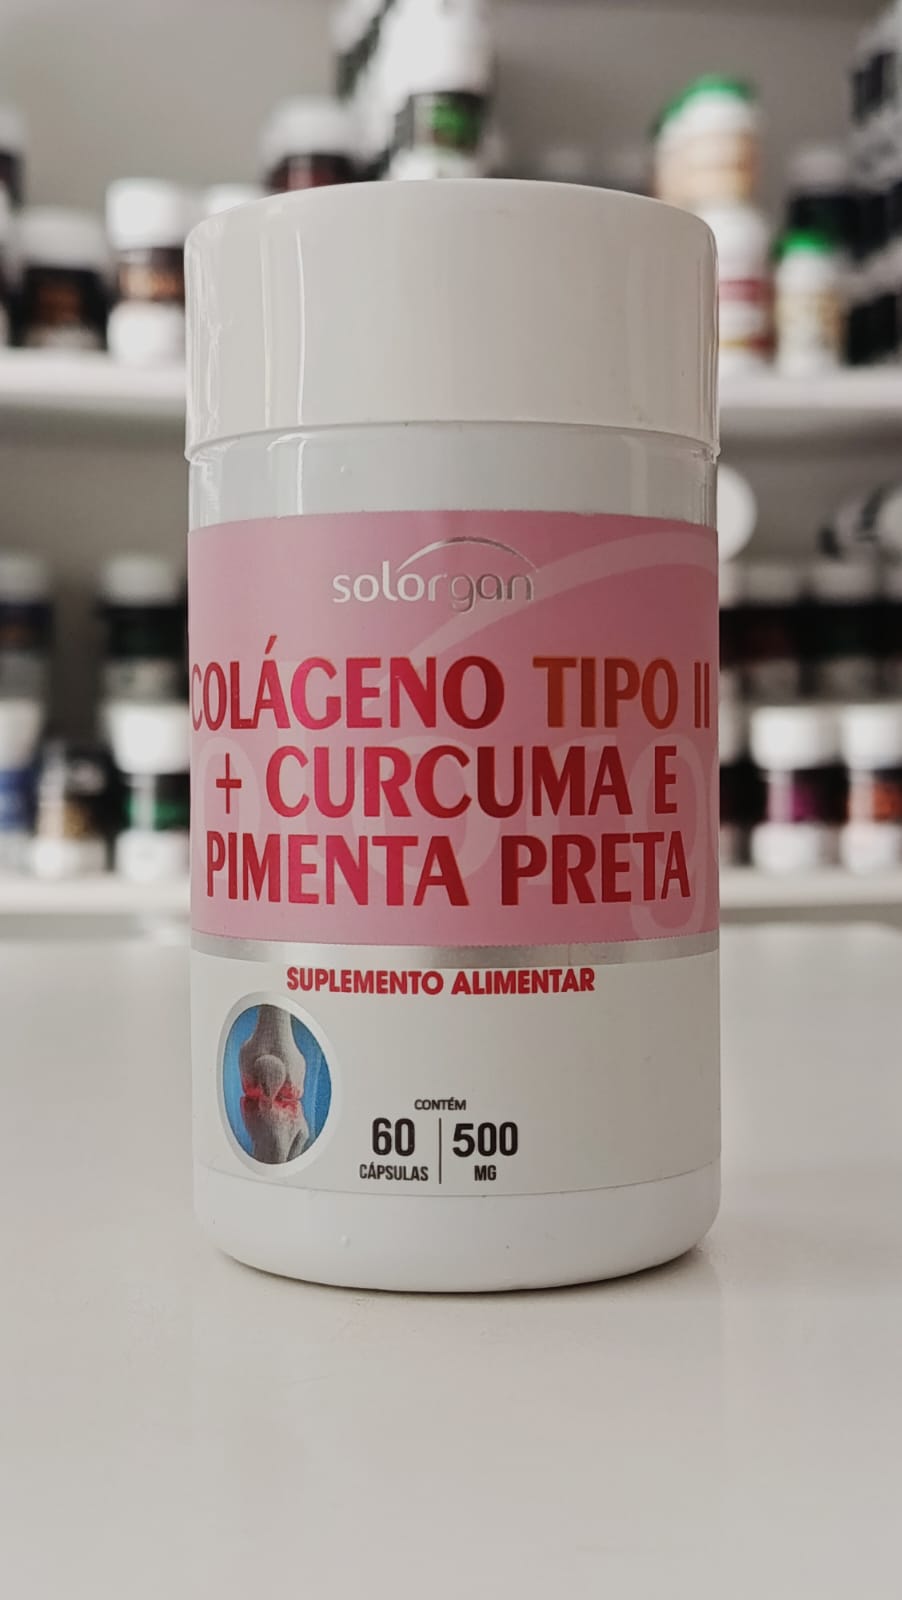 solorgan
COLÁGENO TIPO II
+ CURCUMA E
PIMENTA PRETA
SUPLEMENTO ALIMENTAR
CONTÉM
60 500
CÁPSULAS MG